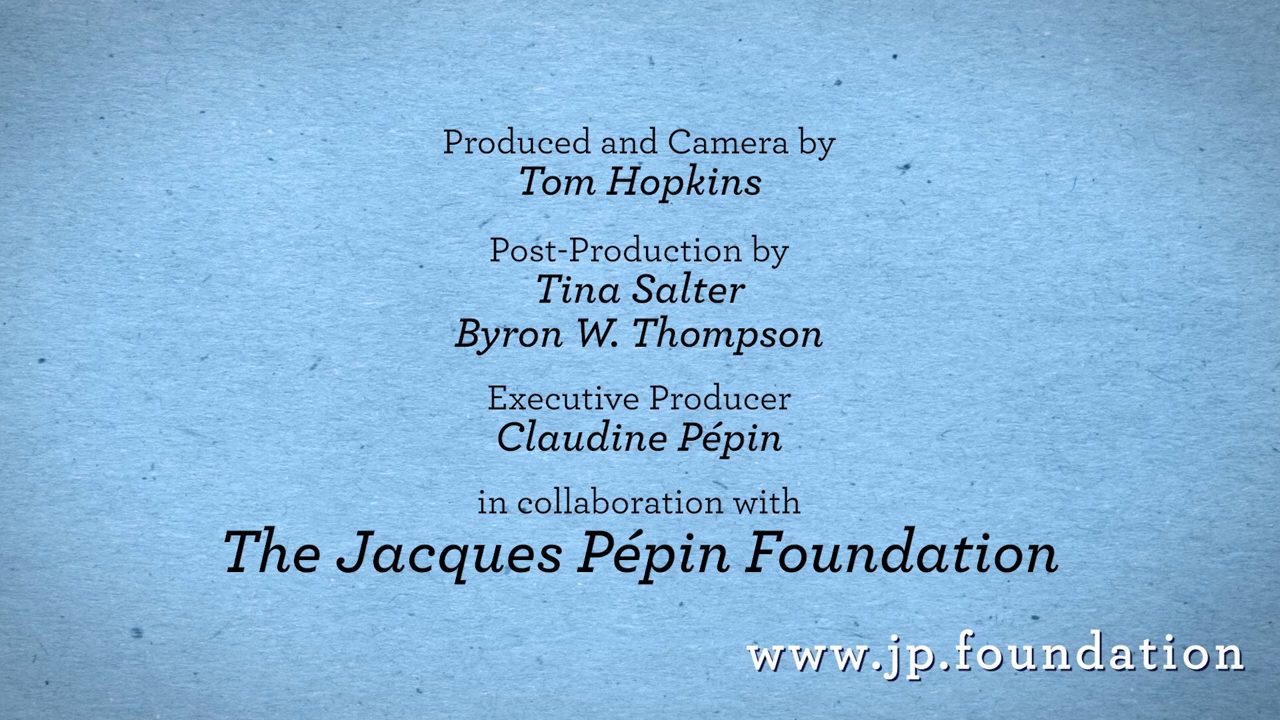 Produced and Camera by
Tom Hopkins
Post-Production by
Tina Salter
Byron W. Thompson
Executive Producer
Claudine Pépin
in collaboration with
The Jacques Pépin Foundation
www.jp.foundation